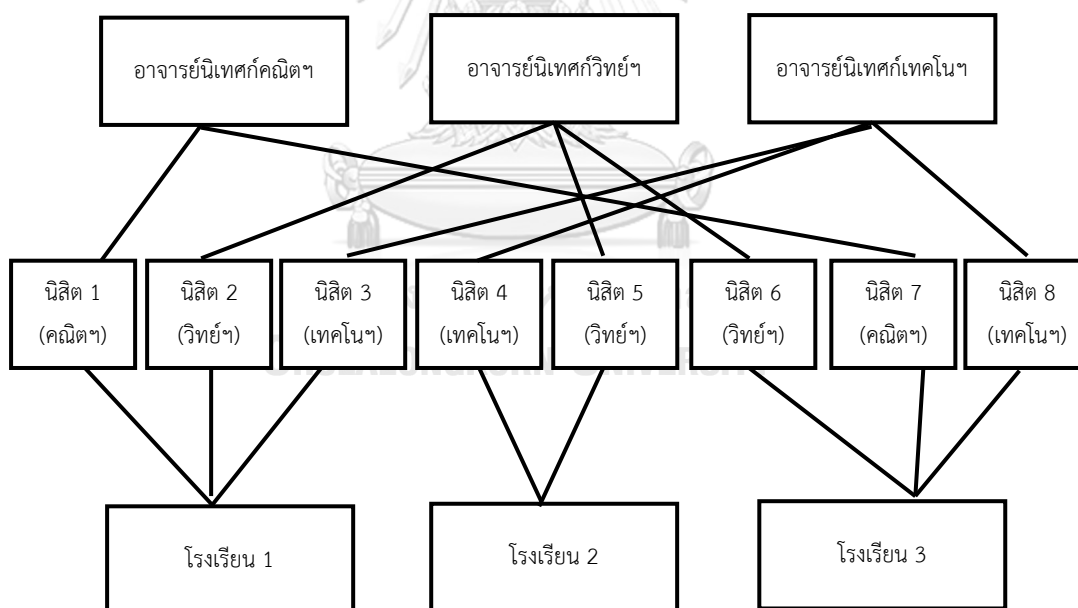 อาจารย์นิเทศก์คณิตฯ
อาจารย์นิเทศก์วิทย์ฯ
อาจารย์นิเทศก์เทคโนฯ
นิสิต 1
(คณิตฯ)
นิสิต 2
(วิทย์ฯ)
นิสิต 3
(เทคโนฯ)
นิสิต 4
(เทคโนฯ)
นิสิต 5
(วิทย์ฯ)
นิสิต 6
(วิทย์ฯ)
นิสิต 7
(คณิตฯ)
นิสิต 8
(เทคโนฯ)
โรงเรียน 1
โรงเรียน 2
โรงเรียน 3